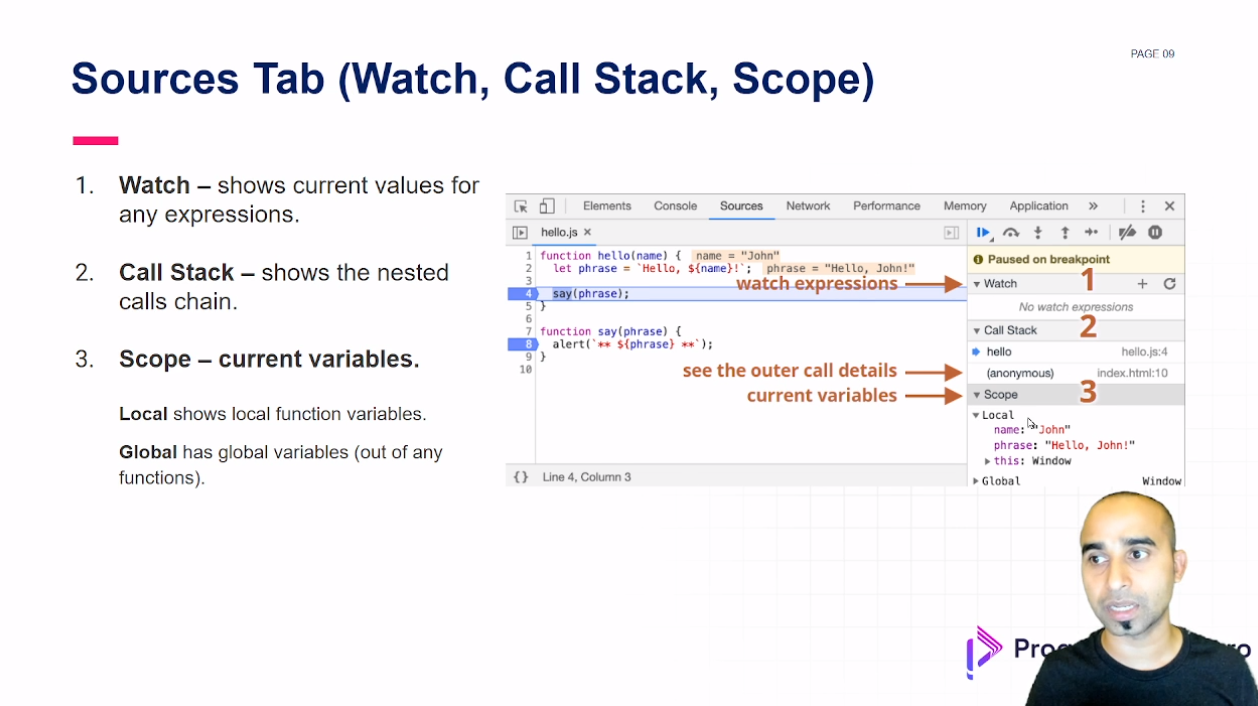 PAGE 09
Sources Tab (Watch, Call Stack, Scope)
1. Watch – shows current values for
any expressions.
2. Call Stack – shows the nested
calls chain.
3. Scope – current variables.
Local shows local function variables.
Global has global variables (out of any
functions).
Elements Console Sources Network Performance Memory Application »
hello.js ×
1 function hello(name) { name = "John"
2 let phrase = `Hello, ${name}!`; phrase = "Hello, John!"
3
4 say(phrase);
5 }
6
7 function say(phrase) {
8 alert(`** ${phrase} **`);
9 }
10
watch expressions
see the outer call details
current variables
{} Line 4, Column 3
Paused on breakpoint
Watch 1
No watch expressions
Call Stack 2
hello hello.js:4
(anonymous) index.html:10
Scope 3
Local
name: "John"
phrase: "Hello, John!"
this: Window
Global Window